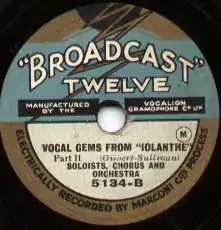 "BROADCAST"
TWELVE
MANUFACTURED BY THE
VOCALION GRAMOPHONE Co LTD
M
VOCAL GEMS FROM "IOLANTHE"
Part II (Gilbert-Sullivan)
SOLOISTS, CHORUS AND
ORCHESTRA
5134-B
ELECTRICALLY RECORDED BY MARCONI Co's PROCESS